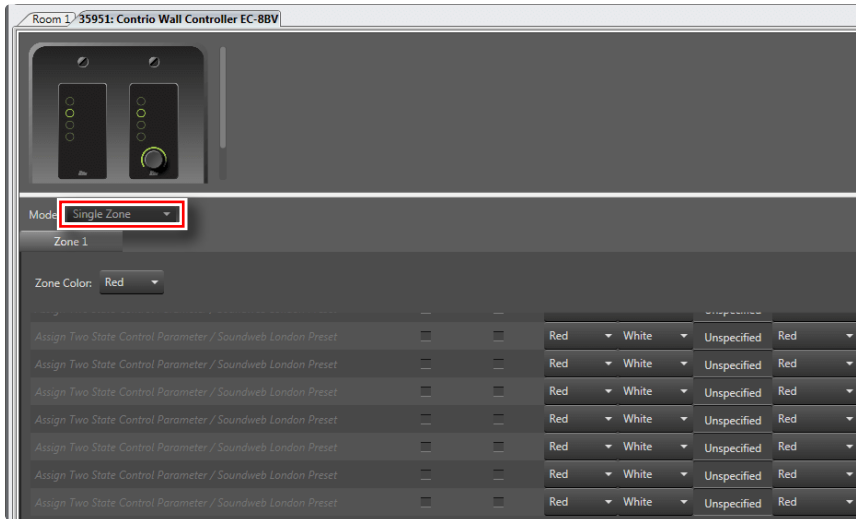 Room 1 35951: Contrio Wall Controller EC-8BV
Mode Single Zone
Zone 1
Zone Color: Red
Unspecified
Assign Two State Control Parameter / Soundweb London Preset Red White Unspecified Red
Assign Two State Control Parameter / Soundweb London Preset Red White Unspecified Red
Assign Two State Control Parameter / Soundweb London Preset Red White Unspecified Red
Assign Two State Control Parameter / Soundweb London Preset Red White Unspecified Red
Assign Two State Control Parameter / Soundweb London Preset Red White Unspecified Red
Assign Two State Control Parameter / Soundweb London Preset Red White Unspecified Red
Assign Two State Control Parameter / Soundweb London Preset Red White Unspecified Red